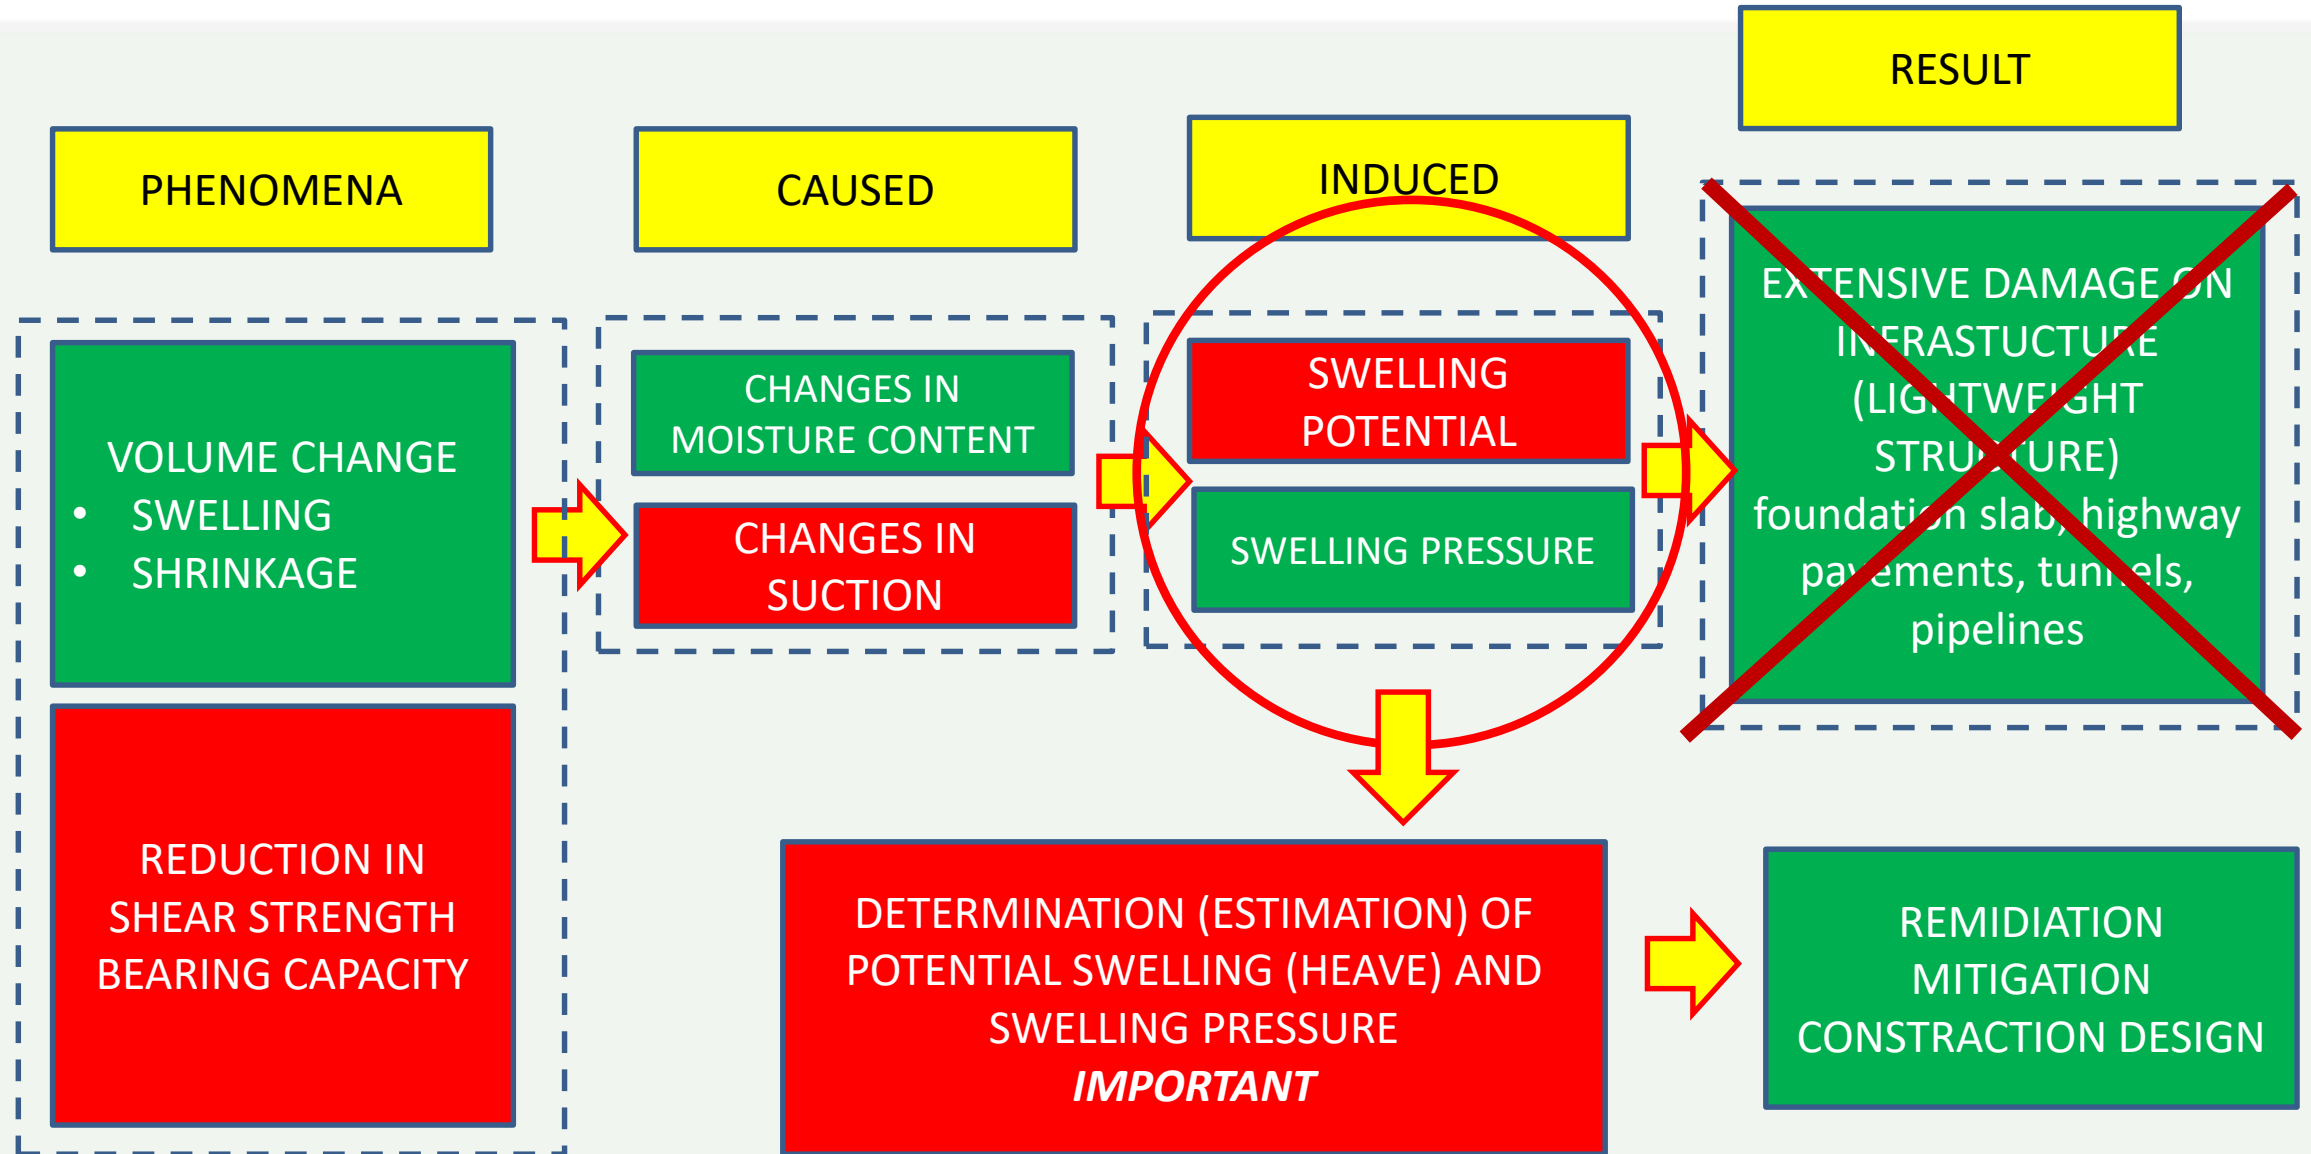 RESULT
PHENOMENA
CAUSED
INDUCED
VOLUME CHANGE
• SWELLING
• SHRINKAGE
REDUCTION IN
SHEAR STRENGTH
BEARING CAPACITY
CHANGES IN
MOISTURE CONTENT
CHANGES IN
SUCTION
SWELLING
POTENTIAL
SWELLING PRESSURE
EXTENSIVE DAMAGE ON
INFRASTUCTURE
(LIGHTWEIGHT
STRUCTURE)
foundation slab, highway
pavements, tunnels,
pipelines
DETERMINATION (ESTIMATION) OF
POTENTIAL SWELLING (HEAVE) AND
SWELLING PRESSURE
IMPORTANT
REMIDIATION
MITIGATION
CONSTRACTION DESIGN